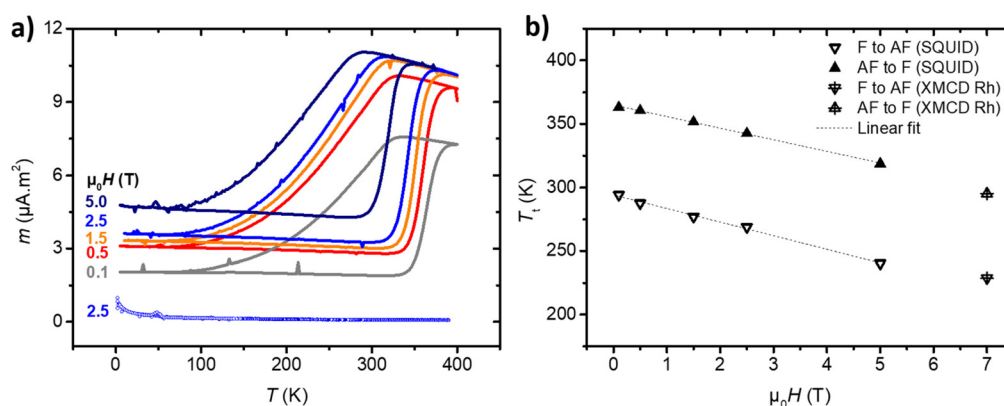 a)
12
9
6
3
0
m (µA.m²)
µ₀H (T)
5.0
2.5
1.5
0.5
0.1
2.5
0
100
200
300
400
T (K)
b)
400
350
300
250
200
Tt (K)
F to AF (SQUID)
AF to F (SQUID)
F to AF (XMCD Rh)
AF to F (XMCD Rh)
Linear fit
0
1
2
3
4
5
6
7
µ₀H (T)